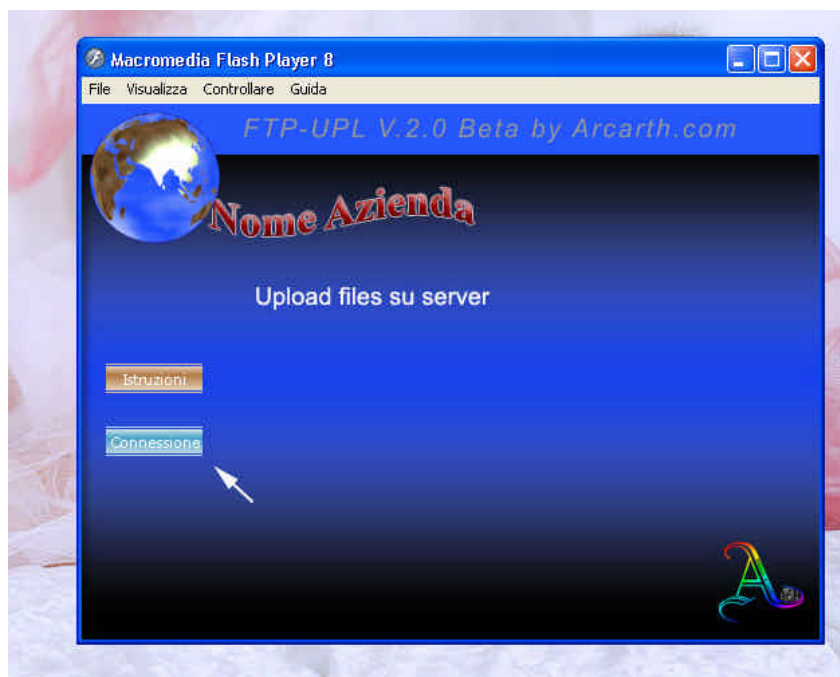 Macromedia Flash Player 8
File Visualizza Controllare Guida
FTP-UPL V.2.0 Beta by Arcarth.com
Nome Azienda
Upload files su server
Istruzioni
Connessione
A